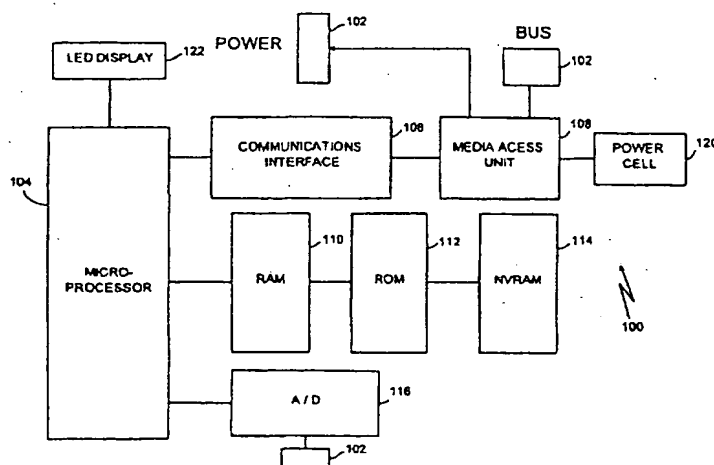 POWER
102
BUS
LED DISPLAY
122
102
106
COMMUNICATIONS
INTERFACE
108
MEDIA ACESS
UNIT
POWER
CELL
120
104
MICRO-
PROCESSOR
110
RAM
112
ROM
114
NVRAM
100
A / D
116
102